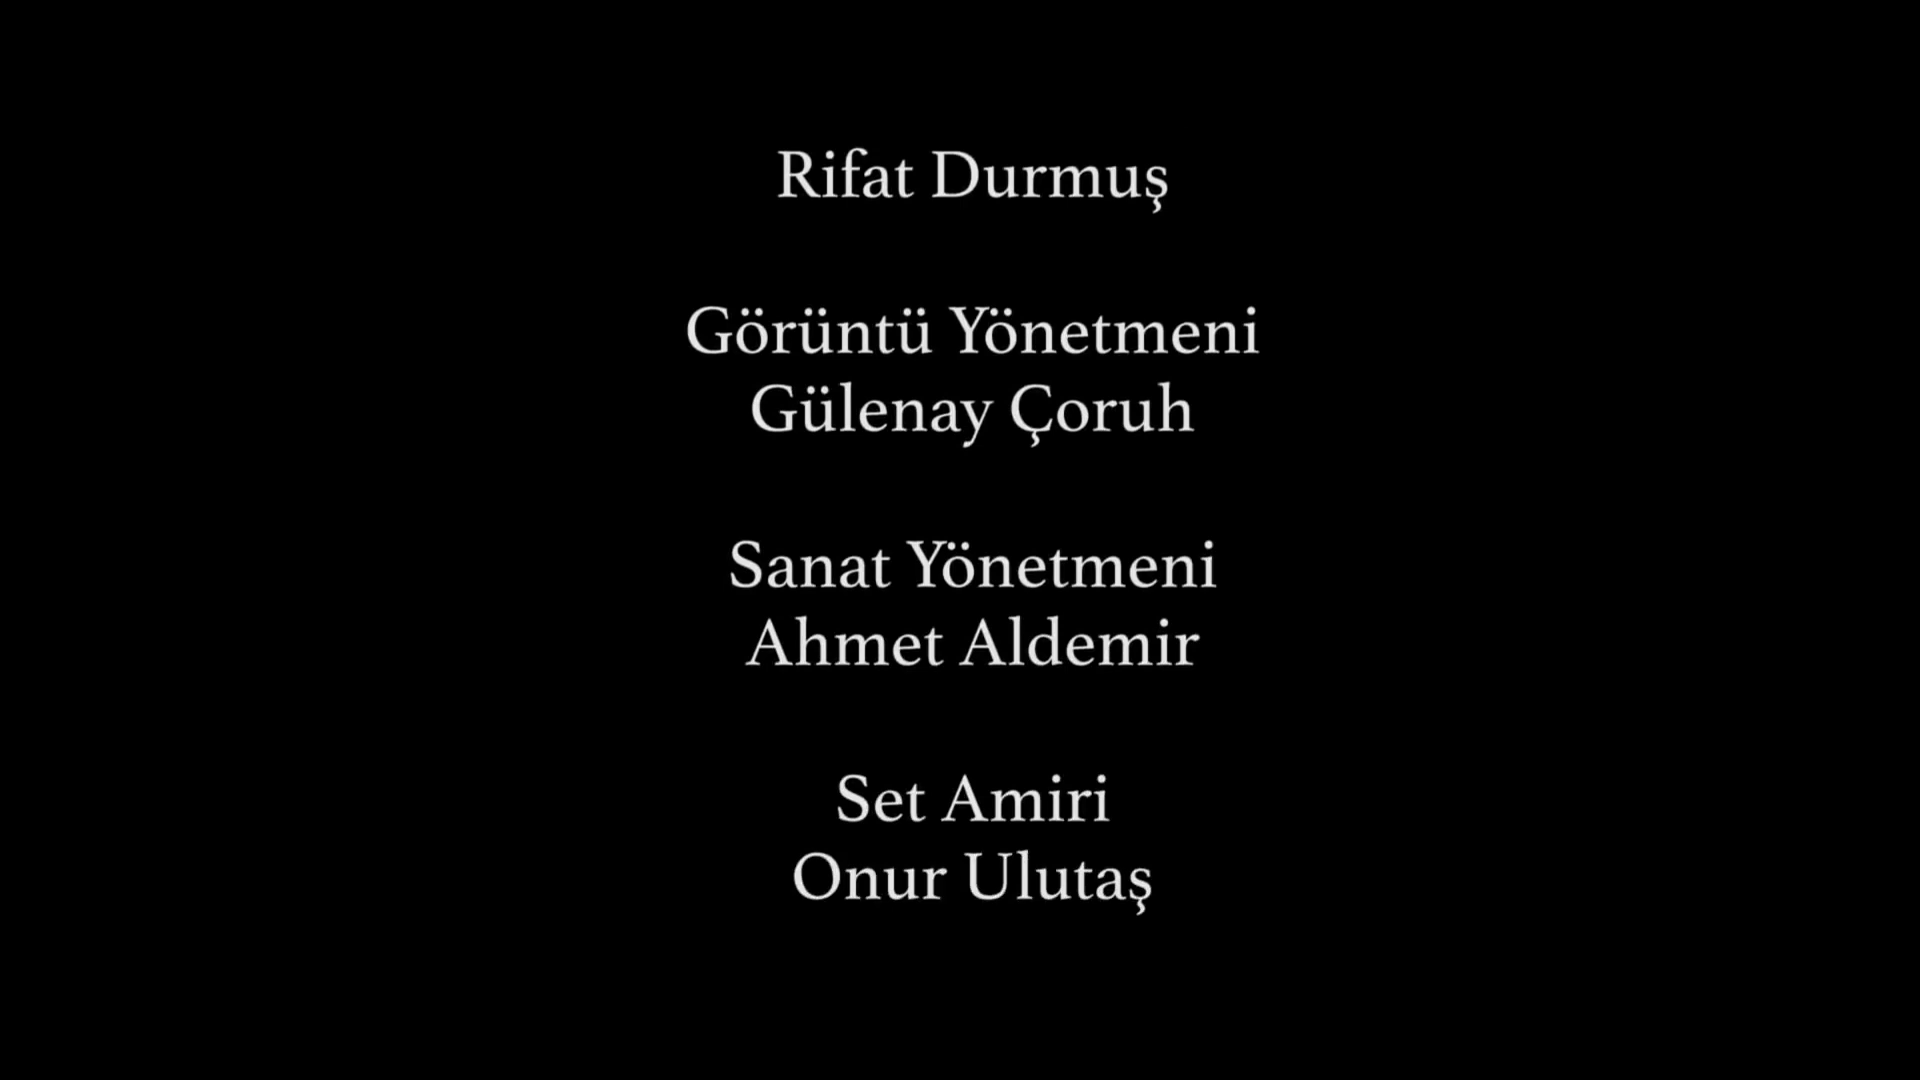 Rifat Durmuş
Görüntü Yönetmeni
Gülenay Çoruh
Sanat Yönetmeni
Ahmet Aldemir
Set Amiri
Onur Ulutaş